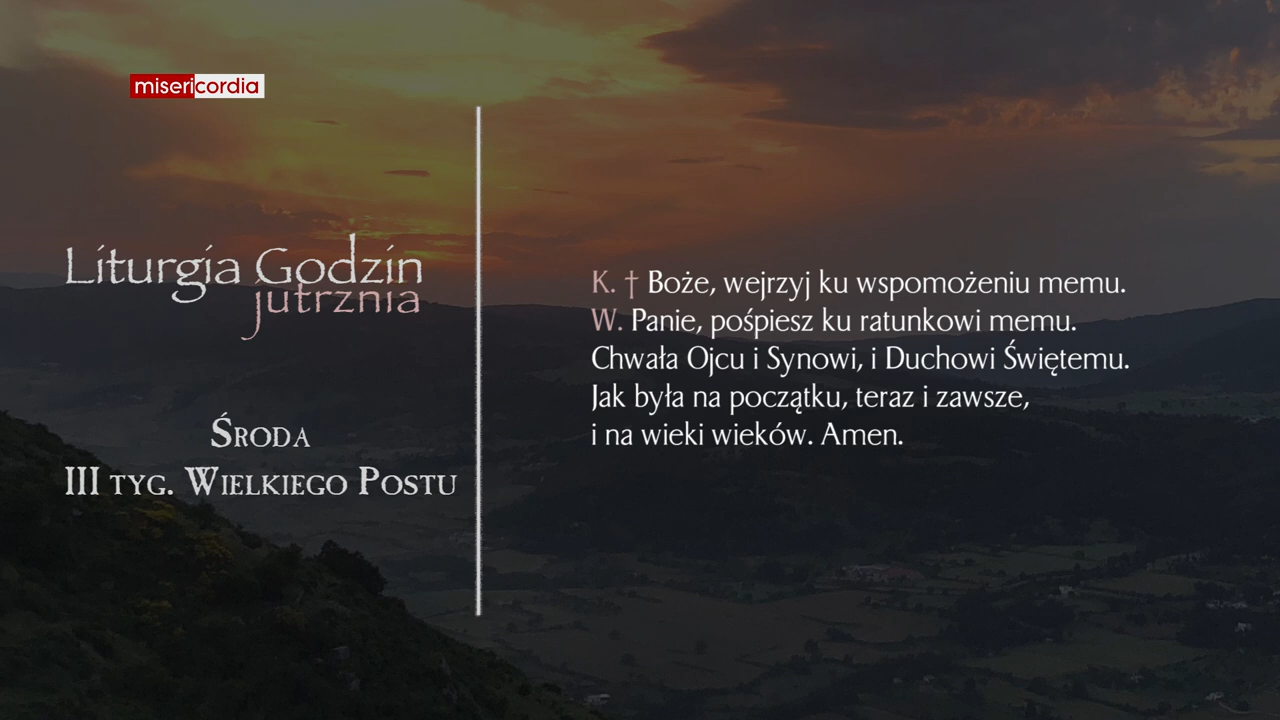 misericordia
Liturgia Godzin
jutrznia
Środa
III tyg. Wielkiego Postu
K. † Boże, wejrzyj ku wspomożeniu memu.
W. Panie, pośpiesz ku ratunkowi memu.
Chwała Ojcu i Synowi, i Duchowi Świętemu.
Jak była na początku, teraz i zawsze,
i na wieki wieków. Amen.